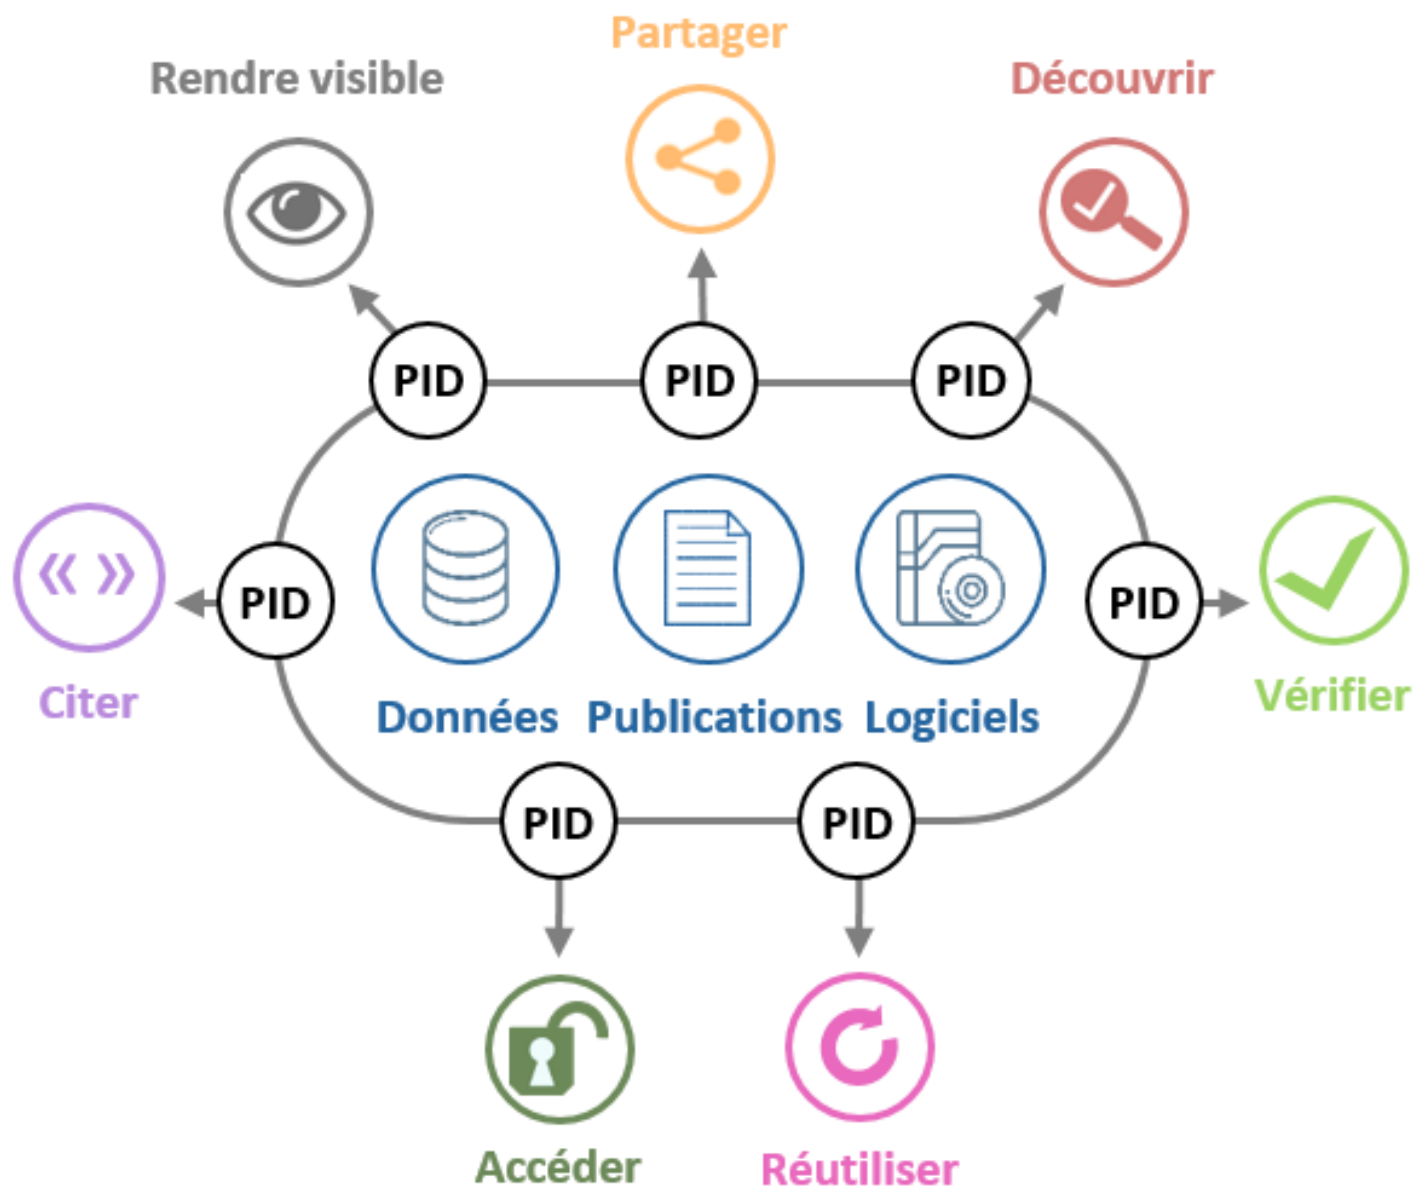 Partager
Rendre visible
Découvrir
PID
PID
PID
« »
PID
PID
Citer
Vérifier
Données Publications Logiciels
PID
PID
Accéder
Réutiliser